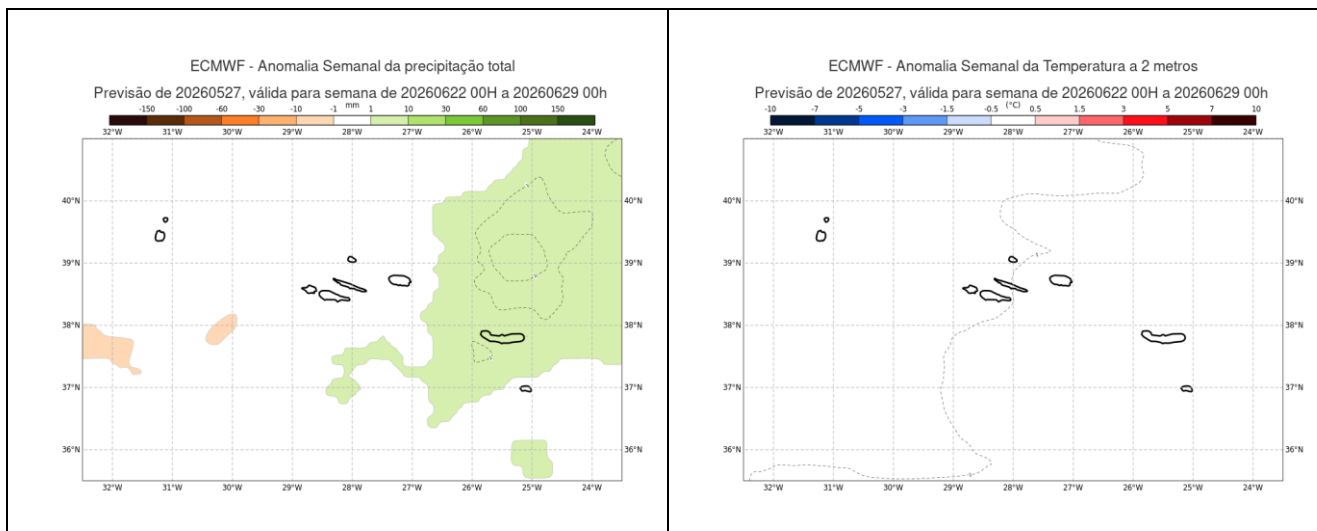 ECMWF - Anomalia Semanal da precipitação total
Previsão de 20260527, válida para semana de 20260622 00H a 20260629 00h
-150 -100 -60 -30 -10 -1 mm 1 10 30 60 100 150
32°W 31°W 30°W 29°W 28°W 27°W 26°W 25°W 24°W
40°N 40°N
39°N 39°N
38°N 38°N
37°N 37°N
36°N 36°N
32°W 31°W 30°W 29°W 28°W 27°W 26°W 25°W 24°W
ECMWF - Anomalia Semanal da Temperatura a 2 metros
Previsão de 20260527, válida para semana de 20260622 00H a 20260629 00h
-10 -7 -5 -3 -1.5 -0.5 (°C) 0.5 1.5 3 5 7 10
32°W 31°W 30°W 29°W 28°W 27°W 26°W 25°W 24°W
40°N 40°N
39°N 39°N
38°N 38°N
37°N 37°N
36°N 36°N
32°W 31°W 30°W 29°W 28°W 27°W 26°W 25°W 24°W